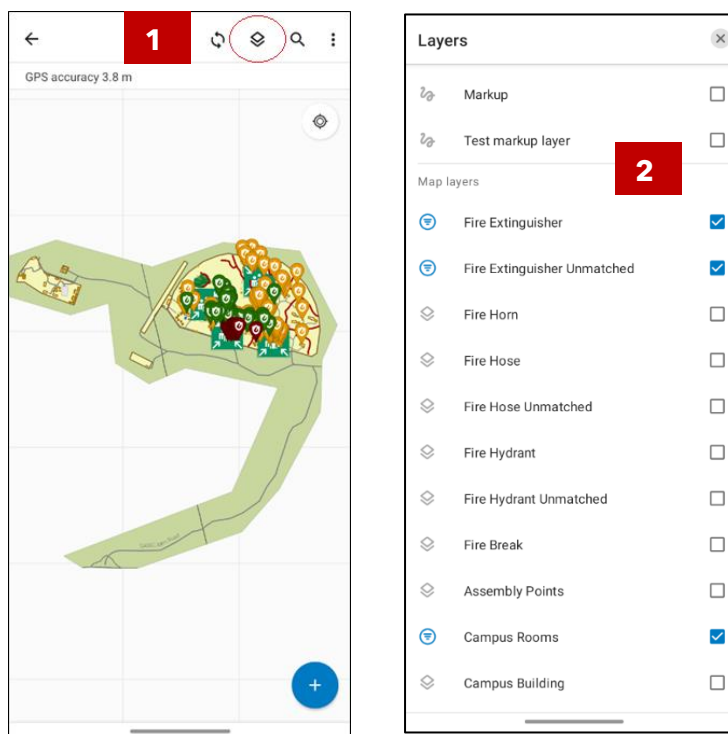 1
GPS accuracy 3.8 m
Layers
Markup
Test markup layer
2
Map layers
Fire Extinguisher
Fire Extinguisher Unmatched
Fire Horn
Fire Hose
Fire Hose Unmatched
Fire Hydrant
Fire Hydrant Unmatched
Fire Break
Assembly Points
Campus Rooms
Campus Building